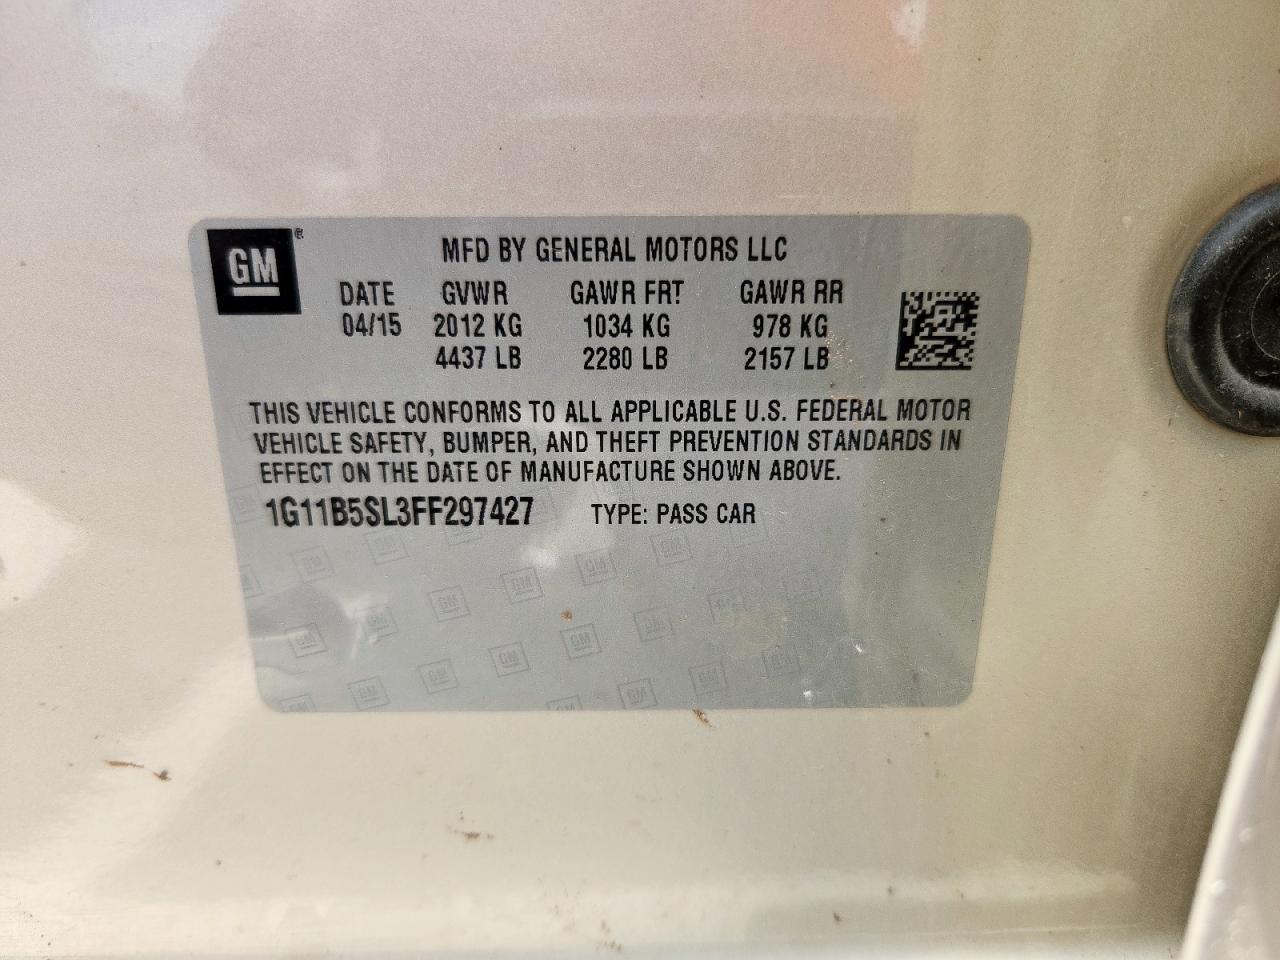 GM ®
MFD BY GENERAL MOTORS LLC
DATE GVWR GAWR FRT GAWR RR
04/15 2012 KG 1034 KG 978 KG
4437 LB 2280 LB 2157 LB
THIS VEHICLE CONFORMS TO ALL APPLICABLE U.S. FEDERAL MOTOR
VEHICLE SAFETY, BUMPER, AND THEFT PREVENTION STANDARDS IN
EFFECT ON THE DATE OF MANUFACTURE SHOWN ABOVE.
1G11B5SL3FF297427 TYPE: PASS CAR